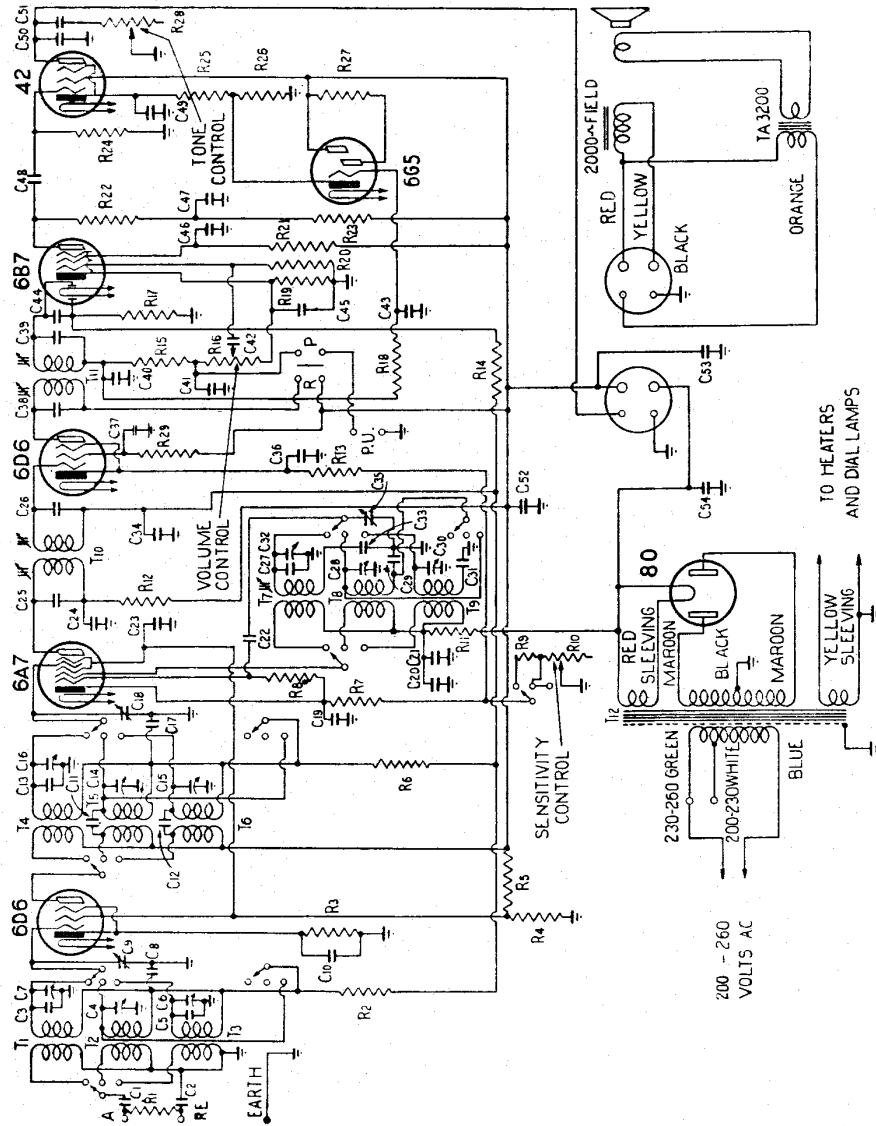 6D6
6A7
6D6
6B7
42
T1
C3
C7
T4
C13
C16
C25
C26
C38
C39
C44
C48
C50
C51
C9
C11
C18
C23
T10
C37
R28
T2
C4
C8
T5
C14
C17
C24
R12
C34
R29
T11
C40
R15
R17
R22
R24
C49
R25
C5
C6
T3
C12
C15
T6
C41
R16
C42
R19
R20
R21
C46
C47
R26
TONE
CONTROL
A
C1
R1
C2
RE
C10
R3
VOLUME
CONTROL
R
P
C45
R23
R27
EARTH
C22
T7
C27
C32
C36
R13
P.U.
R18
C43
6G5
R8
T8
C28
C33
C35
R2
R6
C19
R7
C29
C30
T9
C31
R14
C20
C21
R11
R4
R5
C52
R9
R10
SENSITIVITY
CONTROL
RED
SLEEVING
80
C54
C53
T12
MAROON
BLACK
MAROON
YELLOW
SLEEVING
TO HEATERS
AND DIAL LAMPS
230-260 GREEN
200-230 WHITE
BLUE
200 - 260
VOLTS AC
2000~FIELD
RED
YELLOW
BLACK
ORANGE
TA3200